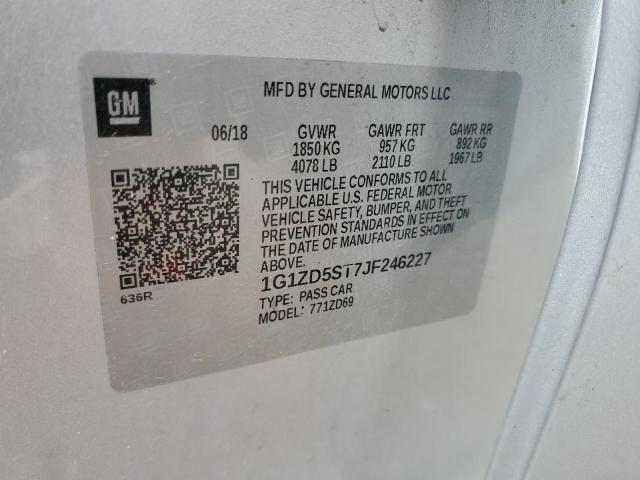 GM
MFD BY GENERAL MOTORS LLC
06/18 GVWR GAWR FRT GAWR RR
1850 KG 957 KG 892 KG
4078 LB 2110 LB 1967 LB
THIS VEHICLE CONFORMS TO ALL
APPLICABLE U.S. FEDERAL MOTOR
VEHICLE SAFETY, BUMPER, AND THEFT
PREVENTION STANDARDS IN EFFECT ON
THE DATE OF MANUFACTURE SHOWN
ABOVE.
1G1ZD5ST7JF246227
TYPE: PASS CAR
MODEL: 771ZD69
636R